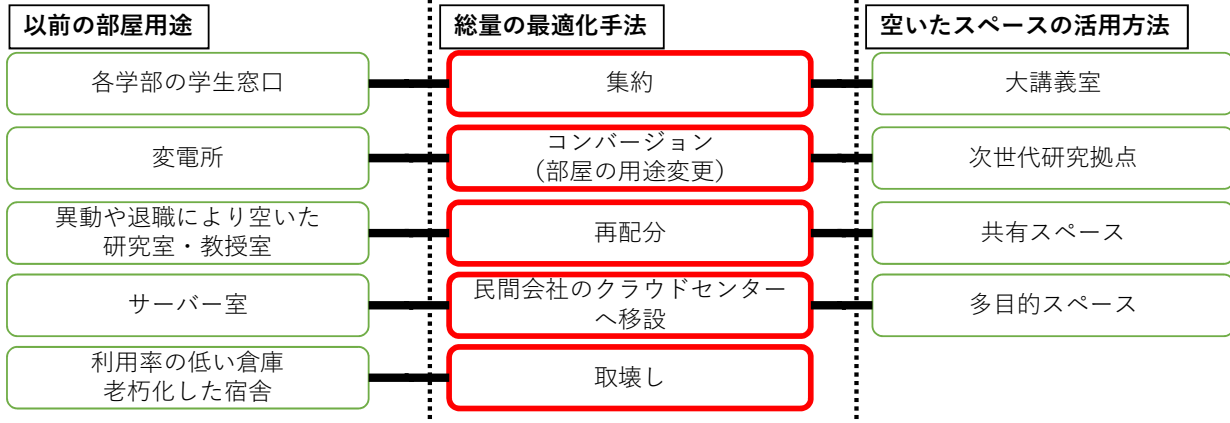 以前の部屋用途
総量の最適化手法
空いたスペースの活用方法
各学部の学生窓口
集約
大講義室
変電所
コンバージョン
（部屋の用途変更）
次世代研究拠点
異動や退職により空いた
研究室・教授室
再配分
共有スペース
サーバー室
民間会社のクラウドセンター
へ移設
多目的スペース
利用率の低い倉庫
老朽化した宿舎
取壊し